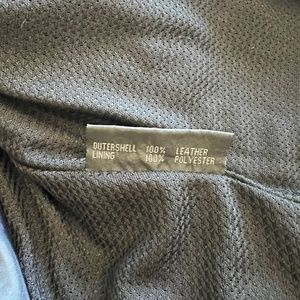 OUTERSHELL 100% LEATHER
LINING 100% POLYESTER